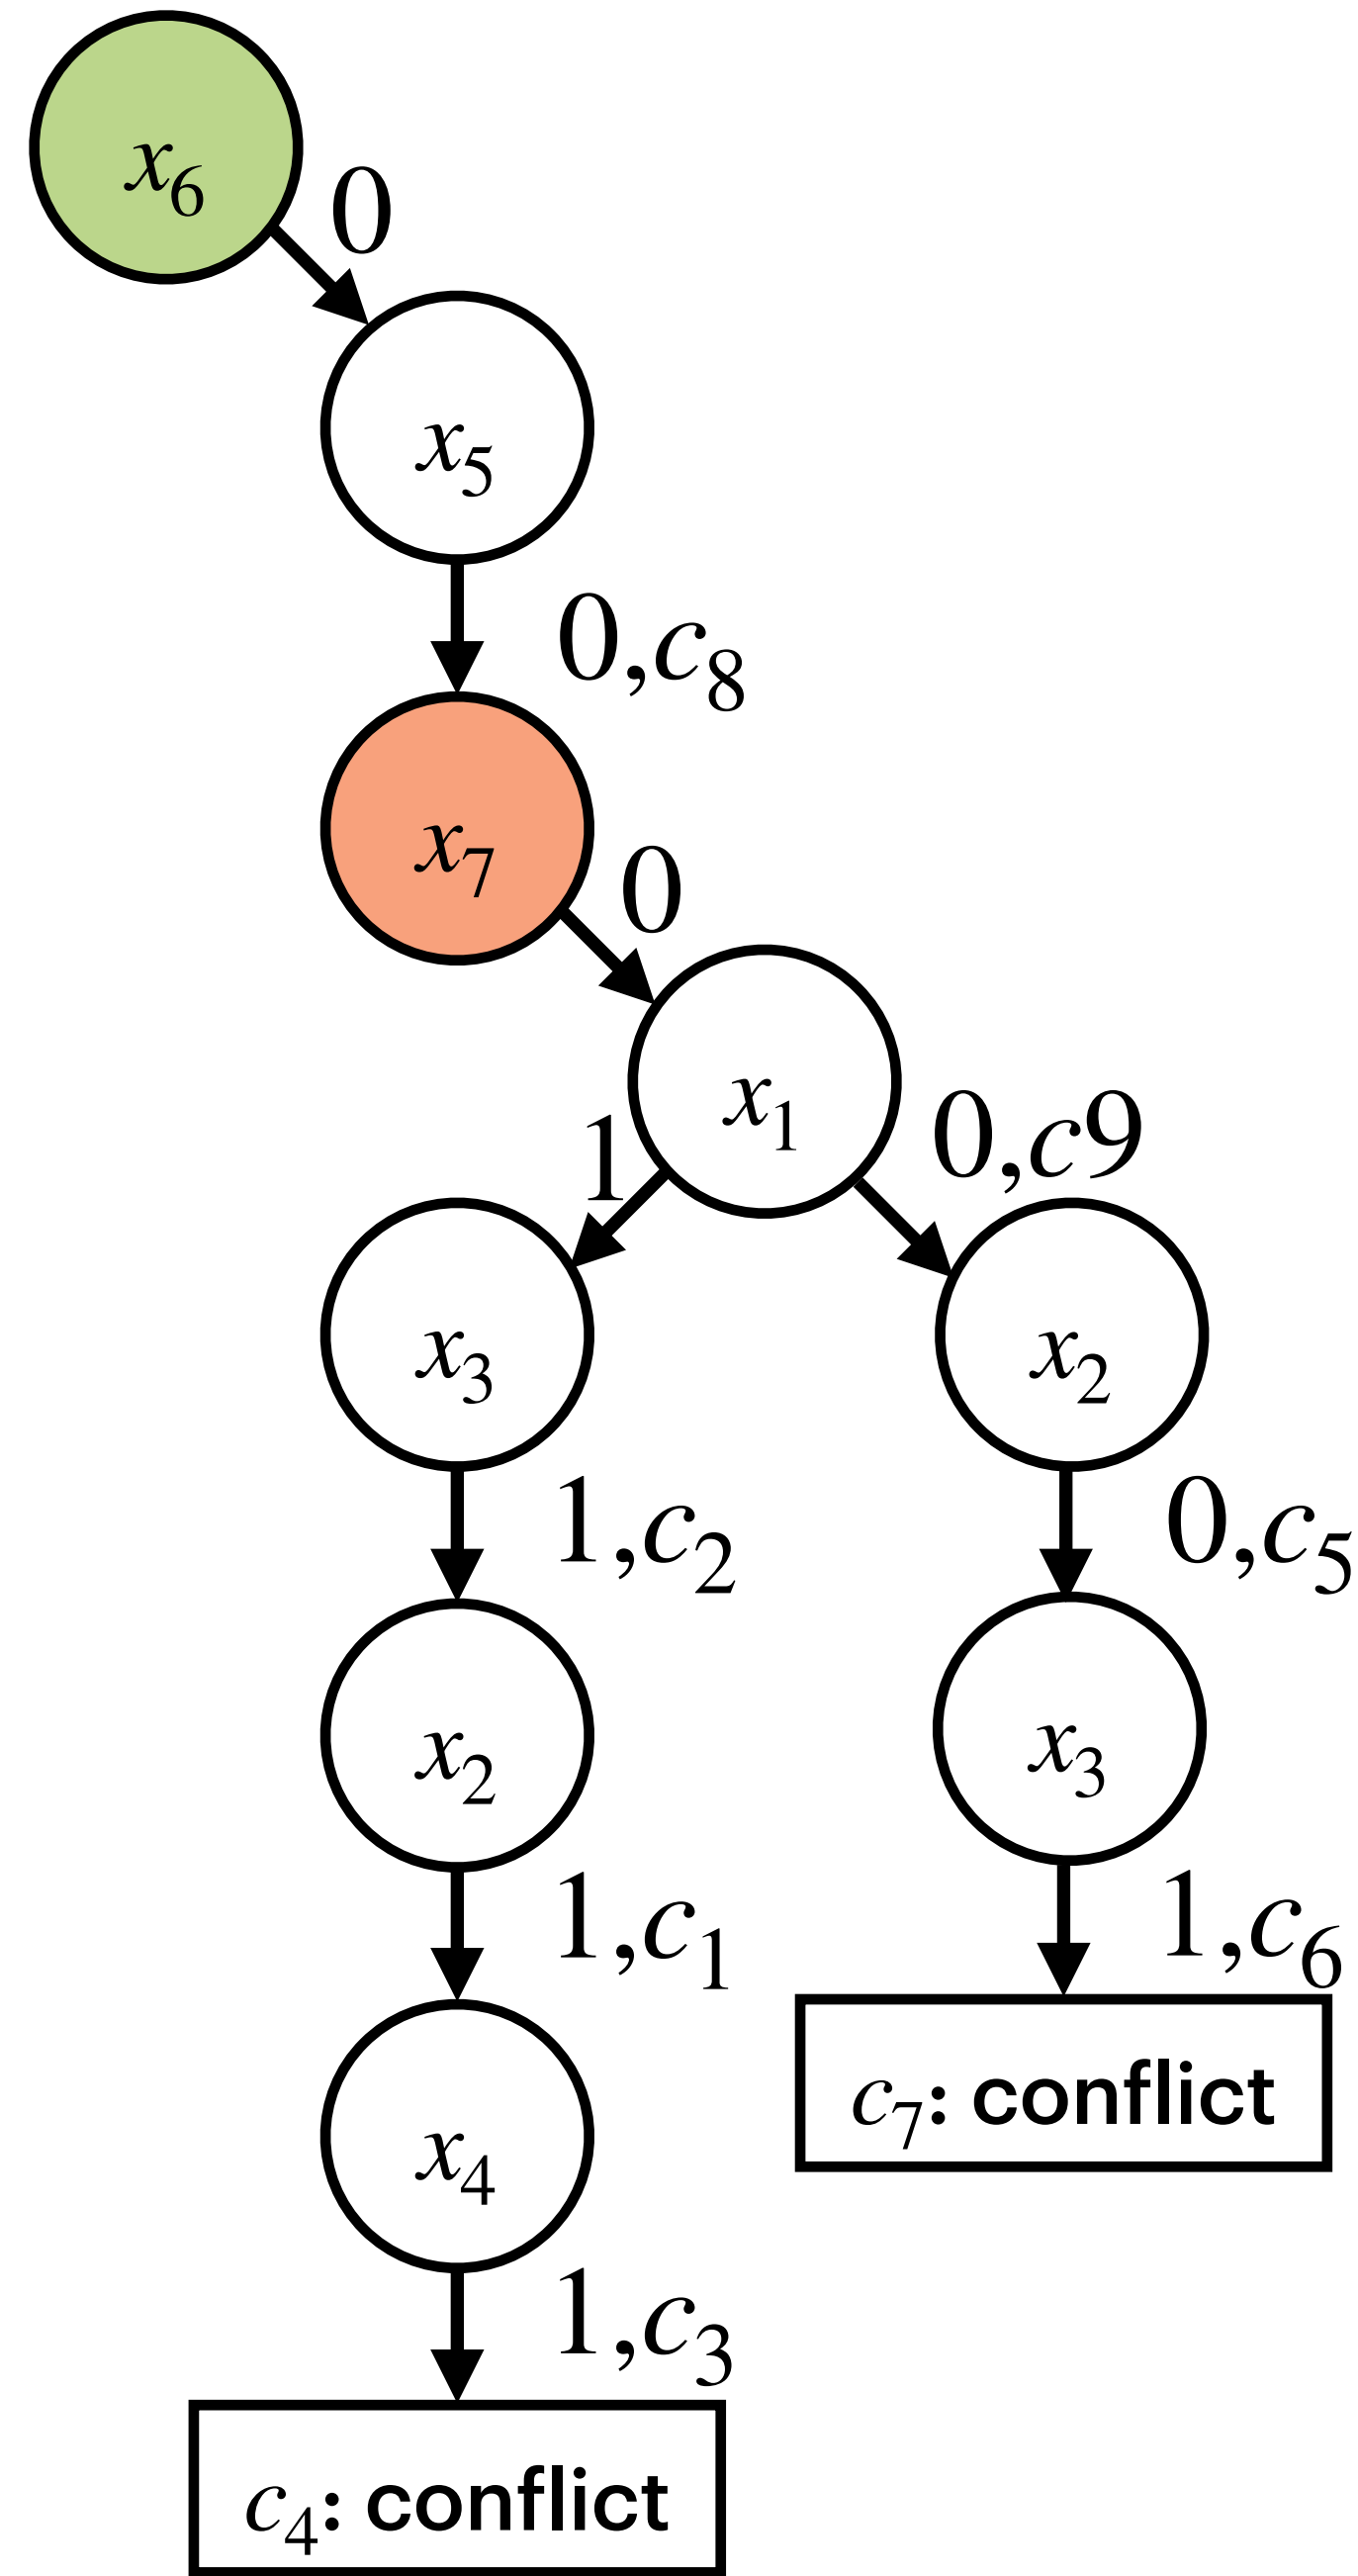 x₆
0
x₅
0,c₈
x₇
0
x₁
1
0,c9
x₃
x₂
1,c₂
0,c₅
x₂
x₃
1,c₁
1,c₆
x₄
c₇: conflict
1,c₃
c₄: conflict